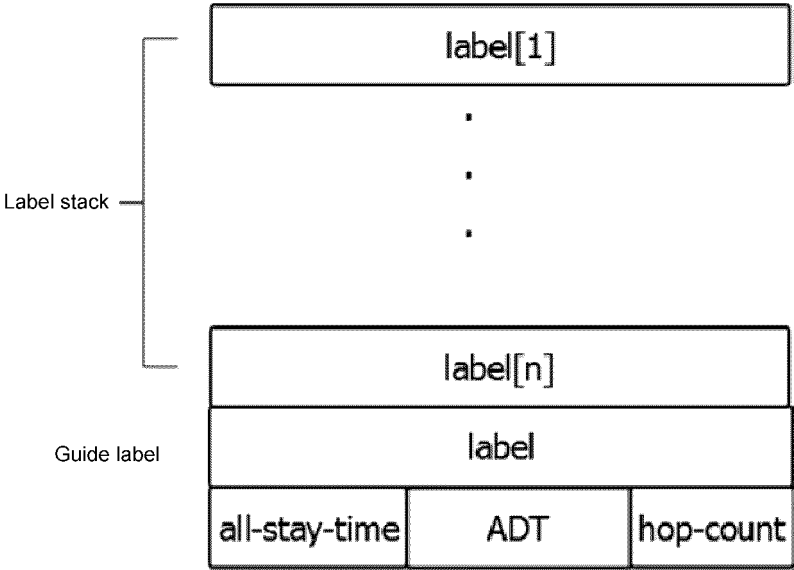 label[1]
Label stack
label[n]
Guide label
label
all-stay-time
ADT
hop-count